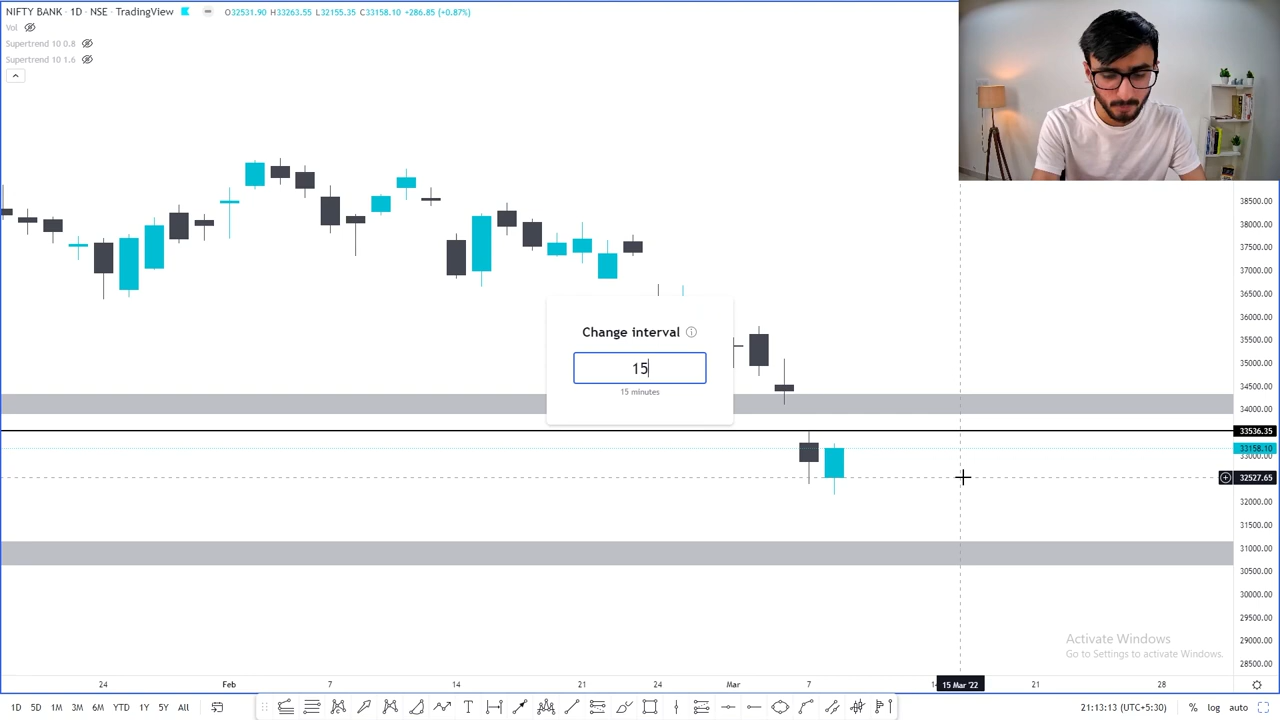 NIFTY BANK · 1D · NSE · TradingView O32531.90 H33263.55 L32155.35 C33158.10 +286.85 (+0.87%)
Vol
Supertrend 10 0.8
Supertrend 10 1.6
38500.00
38000.00
37500.00
37000.00
36500.00
36000.00
35500.00
35000.00
34500.00
34000.00
33536.35
33158.10
33000.00
32527.65
32000.00
31500.00
31000.00
30500.00
30000.00
29500.00
29000.00
28500.00
Change interval
15
15 minutes
Activate Windows
Go to Settings to activate Windows.
24 Feb 7 14 21 24 Mar 7 15 Mar '22 21 28
1D 5D 1M 3M 6M YTD 1Y 5Y All
21:13:13 (UTC+5:30) % log auto